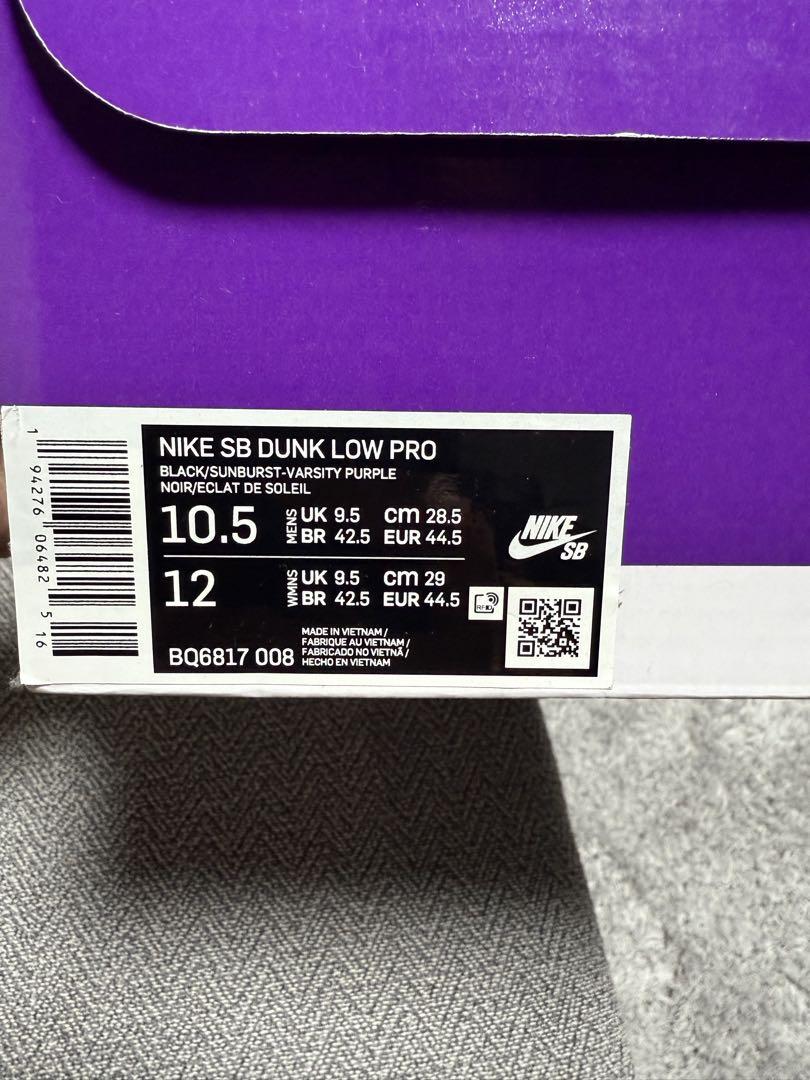 NIKE SB DUNK LOW PRO
BLACK/SUNBURST-VARSITY PURPLE
NOIR/ECLAT DE SOLEIL
10.5 MENS UK 9.5 cm 28.5
BR 42.5 EUR 44.5
12 WMNS UK 9.5 cm 29
BR 42.5 EUR 44.5
NIKE
SB
RFID
BQ6817 008
MADE IN VIETNAM /
FABRIQUE AU VIETNAM /
FABRICADO NO VIETNÃ /
HECHO EN VIETNAM
1 94276 06482 5 16